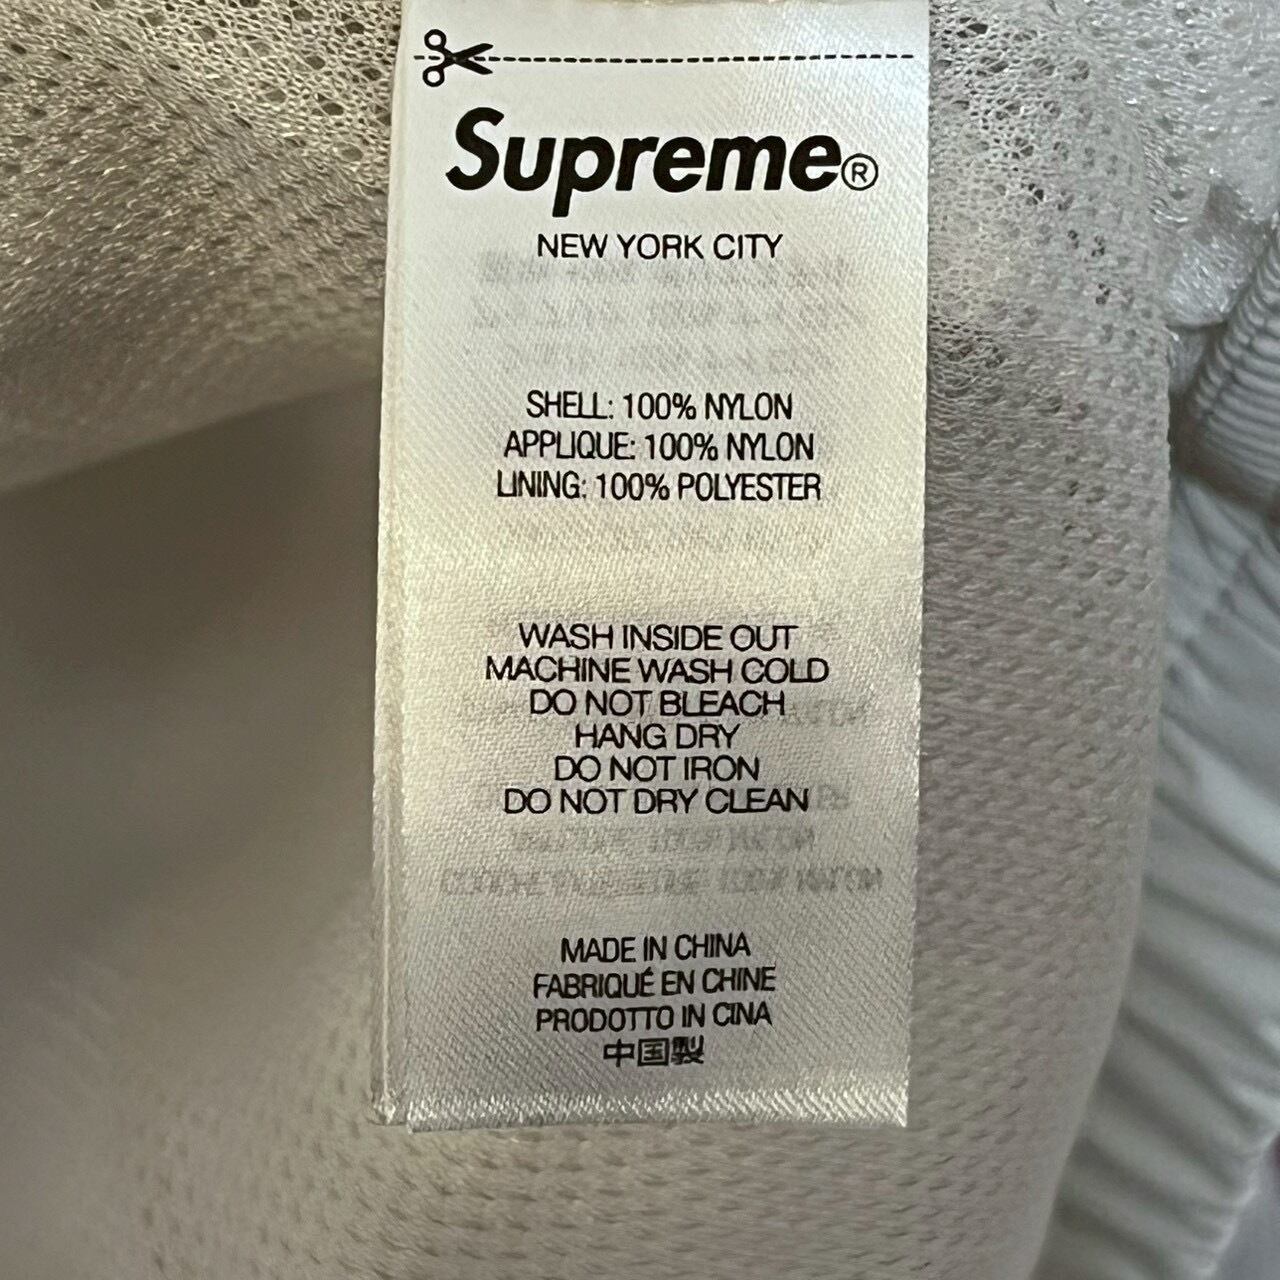 Supreme®
NEW YORK CITY
SHELL: 100% NYLON
APPLIQUE: 100% NYLON
LINING: 100% POLYESTER
WASH INSIDE OUT
MACHINE WASH COLD
DO NOT BLEACH
HANG DRY
DO NOT IRON
DO NOT DRY CLEAN
MADE IN CHINA
FABRIQUÉ EN CHINE
PRODOTTO IN CINA
中国製